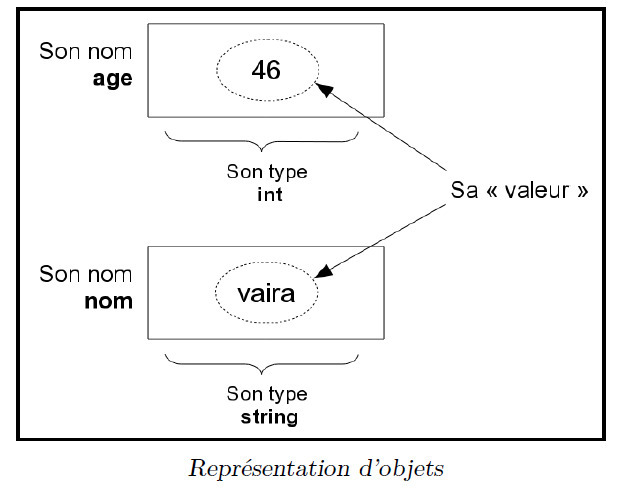 Son nom
age
46
Son type
int
Sa « valeur »
Son nom
nom
vaira
Son type
string
Représentation d'objets